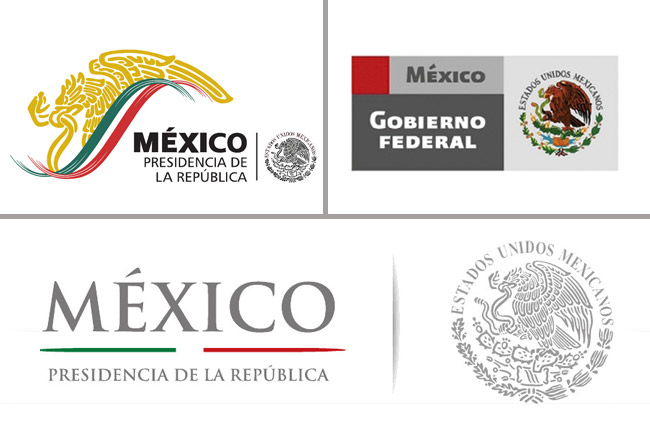 MÉXICO
PRESIDENCIA DE
LA REPÚBLICA
ESTADOS UNIDOS MEXICANOS
México
Gobierno
federal
ESTADOS UNIDOS MEXICANOS
MÉXICO
PRESIDENCIA DE LA REPÚBLICA
ESTADOS UNIDOS MEXICANOS